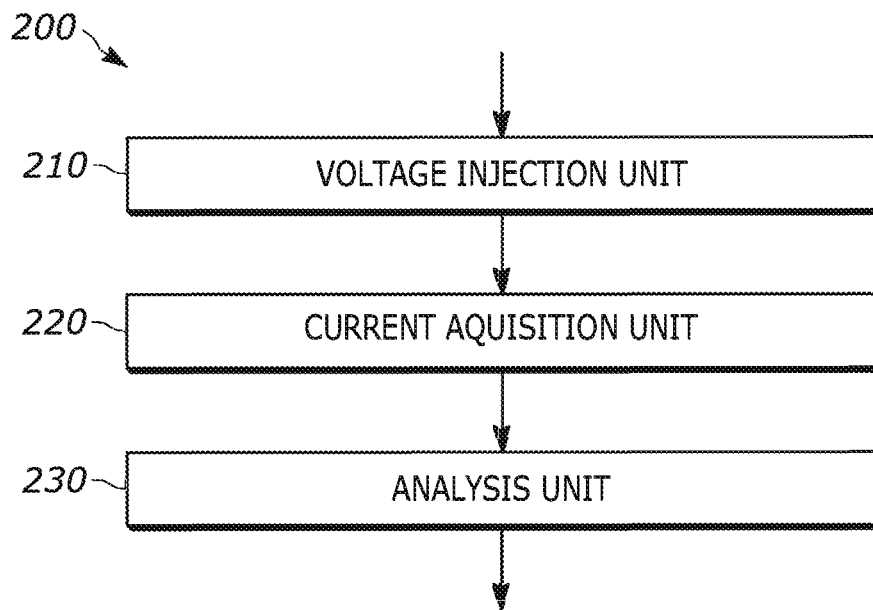 200
210 VOLTAGE INJECTION UNIT
220 CURRENT AQUISITION UNIT
230 ANALYSIS UNIT